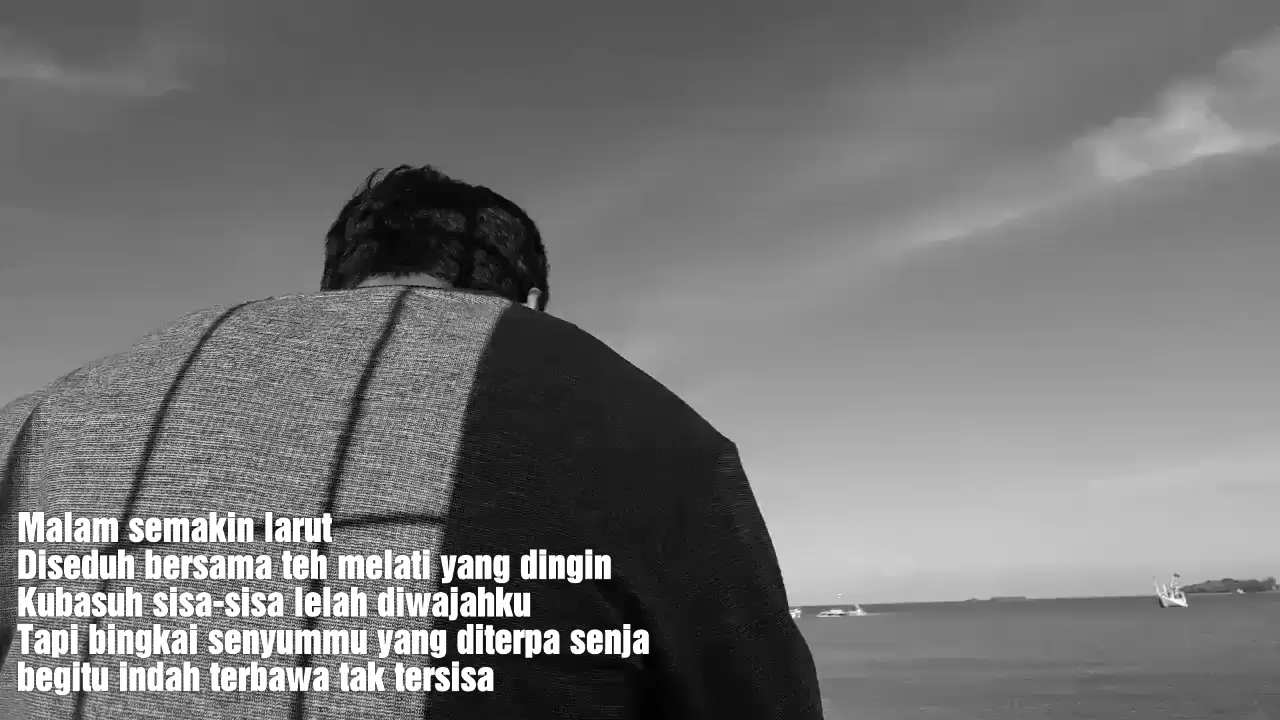 Malam semakin larut
Diseduh bersama teh melati yang dingin
Kubasuh sisa-sisa lelah diwajahku
Tapi bingkai senyummu yang diterpa senja
begitu indah terbawa tak tersisa